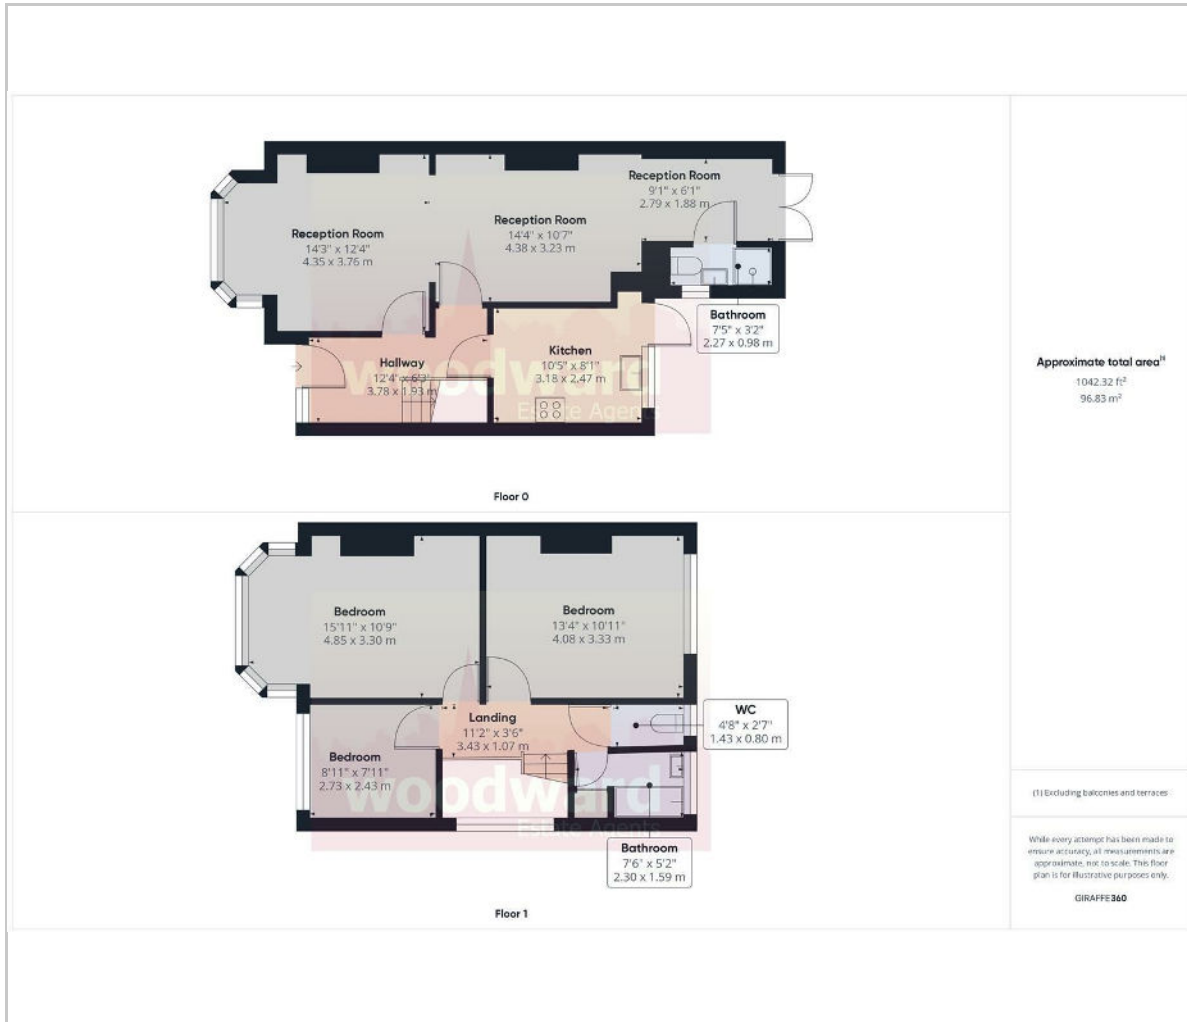 Reception Room
14'3" x 12'4"
4.35 x 3.76 m
Reception Room
14'4" x 10'7"
4.38 x 3.23 m
Reception Room
9'1" x 6'1"
2.79 x 1.88 m
Bathroom
7'5" x 3'2"
2.27 x 0.98 m
Hallway
12'4" x 6'3"
3.78 x 1.93 m
Kitchen
10'5" x 8'1"
3.18 x 2.47 m
woodward
Estate Agents
Floor 0
Approximate total area⁽¹⁾
1042.32 ft²
96.83 m²
Bedroom
15'11" x 10'9"
4.85 x 3.30 m
Bedroom
13'4" x 10'11"
4.08 x 3.33 m
Landing
11'2" x 3'6"
3.43 x 1.07 m
WC
4'8" x 2'7"
1.43 x 0.80 m
Bedroom
8'11" x 7'11"
2.73 x 2.43 m
woodward
Estate Agents
Bathroom
7'6" x 5'2"
2.30 x 1.59 m
Floor 1
(1) Excluding balconies and terraces
While every attempt has been made to
ensure accuracy, all measurements are
approximate, not to scale. This floor
plan is for illustrative purposes only.
GIRAFFE360